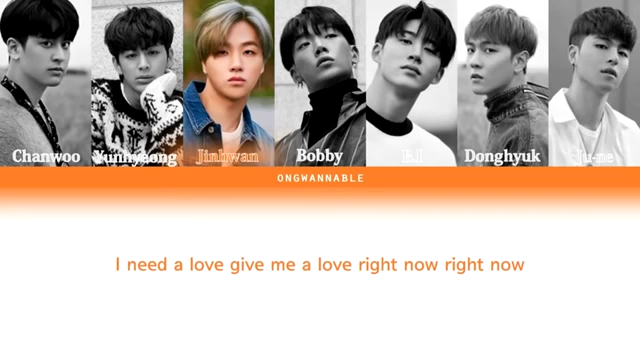 Chanwoo Yunhyeong Jinhwan Bobby B.I Donghyuk Ju-ne
ONGWANNABLE
I need a love give me a love right now right now